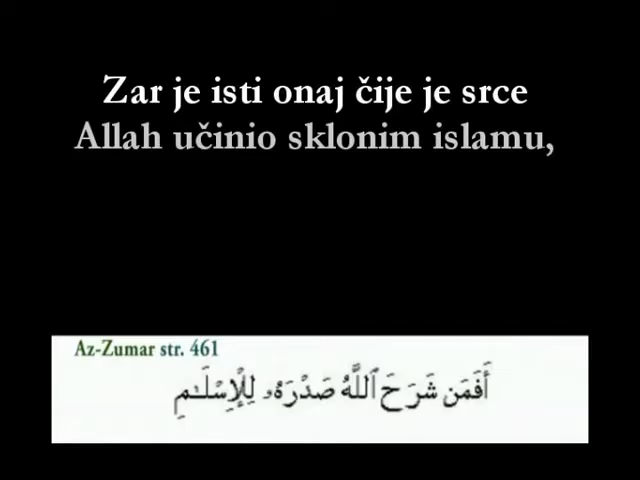 Zar je isti onaj čije je srce
Allah učinio sklonim islamu,
Az-Zumar str. 461
أَفَمَن شَرَحَ ٱللَّهُ صَدْرَهُۥ لِلْإِسْلَـٰمِ